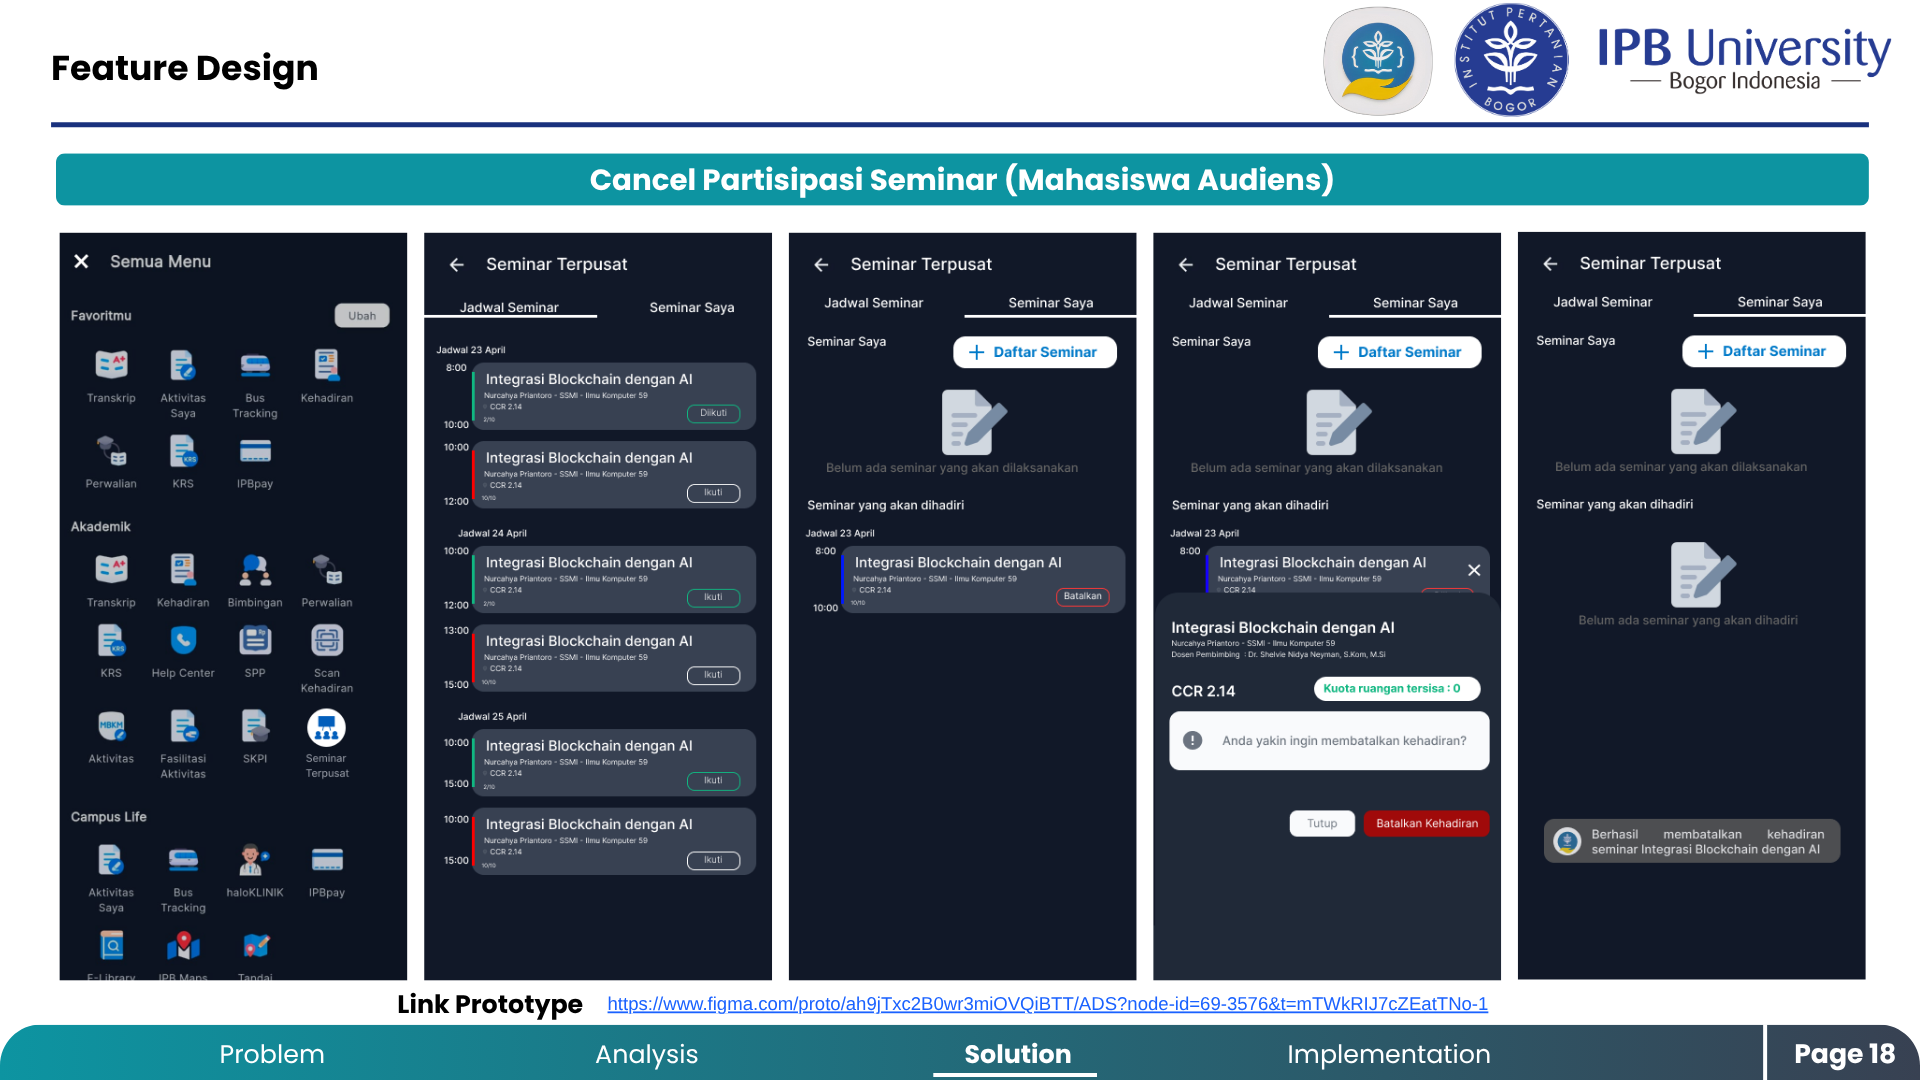 Feature Design
INSTITUT PERTANIAN BOGOR
IPB University
Bogor Indonesia
Cancel Partisipasi Seminar (Mahasiswa Audiens)
Semua Menu
Favoritmu
Ubah
Transkrip
Aktivitas Saya
Bus Tracking
Kehadiran
Perwalian
KRS
IPBpay
Akademik
Transkrip
Kehadiran
Bimbingan
Perwalian
KRS
Help Center
SPP
Scan Kehadiran
Aktivitas
Fasilitasi Aktivitas
SKPI
Seminar Terpusat
Campus Life
Aktivitas Saya
Bus Tracking
haloKLINIK
IPBpay
E-Library
IPB Maps
Tandai
Seminar Terpusat
Jadwal Seminar
Seminar Saya
Jadwal 23 April
8:00
Integrasi Blockchain dengan AI
Nurcahya Priantoro - SSMI - Ilmu Komputer 59
CCR 2.14
Diikuti
2/10
10:00
10:00
Integrasi Blockchain dengan AI
Nurcahya Priantoro - SSMI - Ilmu Komputer 59
CCR 2.14
Ikuti
10/10
12:00
Jadwal 24 April
10:00
Integrasi Blockchain dengan AI
Nurcahya Priantoro - SSMI - Ilmu Komputer 59
CCR 2.14
Ikuti
2/10
12:00
13:00
Integrasi Blockchain dengan AI
Nurcahya Priantoro - SSMI - Ilmu Komputer 59
CCR 2.14
Ikuti
10/10
15:00
Jadwal 25 April
10:00
Integrasi Blockchain dengan AI
Nurcahya Priantoro - SSMI - Ilmu Komputer 59
CCR 2.14
Ikuti
2/10
15:00
10:00
Integrasi Blockchain dengan AI
Nurcahya Priantoro - SSMI - Ilmu Komputer 59
CCR 2.14
Ikuti
10/10
15:00
Seminar Terpusat
Jadwal Seminar
Seminar Saya
Seminar Saya
+ Daftar Seminar
Belum ada seminar yang akan dilaksanakan
Seminar yang akan dihadiri
Jadwal 23 April
8:00
Integrasi Blockchain dengan AI
Nurcahya Priantoro - SSMI - Ilmu Komputer 59
CCR 2.14
Batalkan
10/10
10:00
Seminar Terpusat
Jadwal Seminar
Seminar Saya
Seminar Saya
+ Daftar Seminar
Belum ada seminar yang akan dilaksanakan
Seminar yang akan dihadiri
Jadwal 23 April
8:00
Integrasi Blockchain dengan AI
Nurcahya Priantoro - SSMI - Ilmu Komputer 59
CCR 2.14
Integrasi Blockchain dengan AI
Nurcahya Priantoro - SSMI - Ilmu Komputer 59
Dosen Pembimbing : Dr. Shelvie Nidya Neyman, S.Kom, M.Si
CCR 2.14
Kuota ruangan tersisa : 0
Anda yakin ingin membatalkan kehadiran?
Tutup
Batalkan Kehadiran
Seminar Terpusat
Jadwal Seminar
Seminar Saya
Seminar Saya
+ Daftar Seminar
Belum ada seminar yang akan dilaksanakan
Seminar yang akan dihadiri
Belum ada seminar yang akan dihadiri
Berhasil membatalkan kehadiran
seminar Integrasi Blockchain dengan AI
Link Prototype
https://www.figma.com/proto/ah9jTxc2B0wr3miOVQiBTT/ADS?node-id=69-3576&t=mTWkRIJ7cZEatTNo-1
Problem
Analysis
Solution
Implementation
Page 18